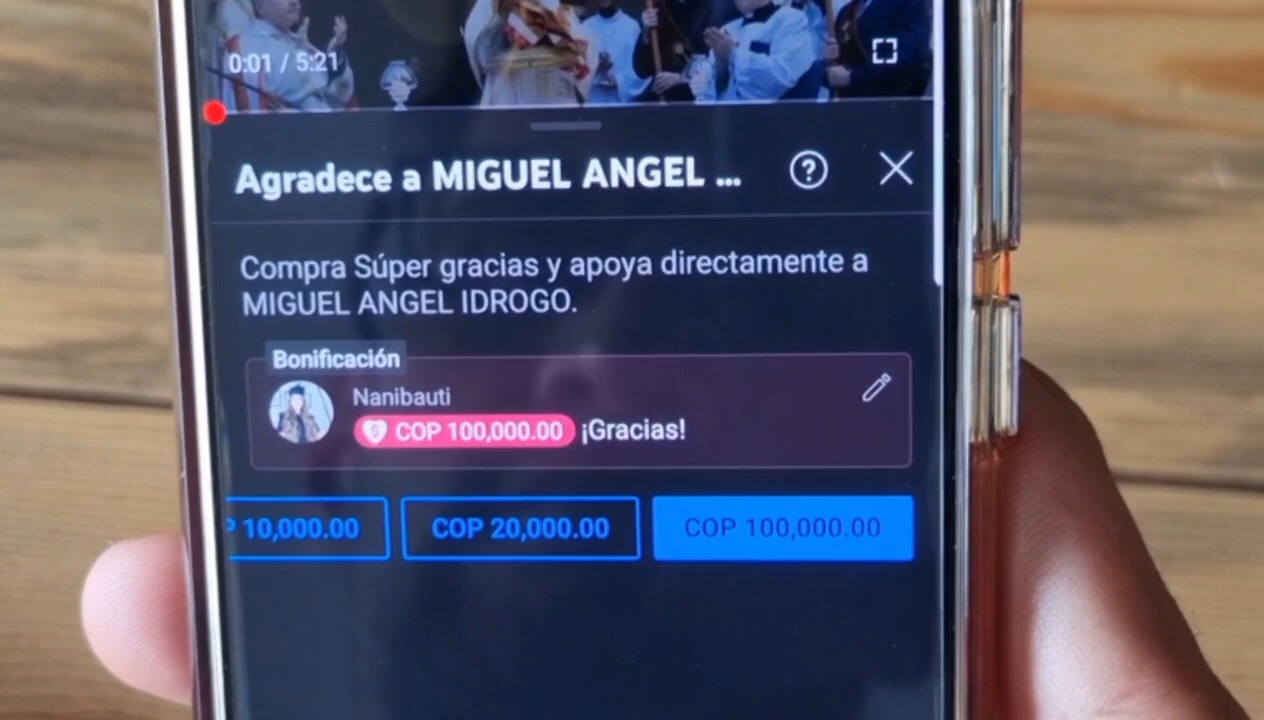 0:01 / 5:21
Agradece a MIGUEL ANGEL ...
Compra Súper gracias y apoya directamente a
MIGUEL ANGEL IDROGO.
Bonificación
Nanibauti
COP 100,000.00 ¡Gracias!
P 10,000.00 COP 20,000.00 COP 100,000.00